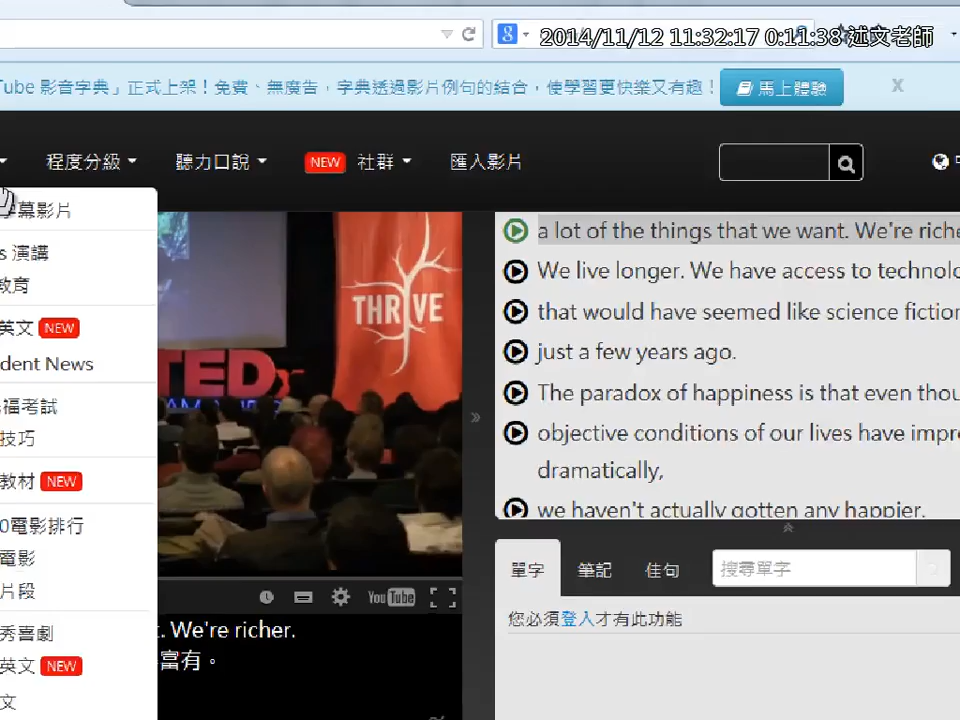 2014/11/12 11:32:17 0:11:38 述文老師
Tube 影音字典」正式上架！免費、無廣告，字典透過影片例句的結合，使學習更快樂又有趣！ 馬上體驗 X
程度分級 聽力口說 NEW 社群 匯入影片
字幕影片
s 演講
教育
英文 NEW
dent News
托福考試
技巧
教材 NEW
0電影排行
電影
片段
秀喜劇
英文 NEW
文
THRIVE
TEDx
a lot of the things that we want. We're riche
We live longer. We have access to technolo
that would have seemed like science fiction
just a few years ago.
The paradox of happiness is that even thou
objective conditions of our lives have impro
dramatically,
we haven't actually gotten any happier.
YouTube
t. We're richer.
富有。
單字 筆記 佳句 搜尋單字
您必須登入才有此功能